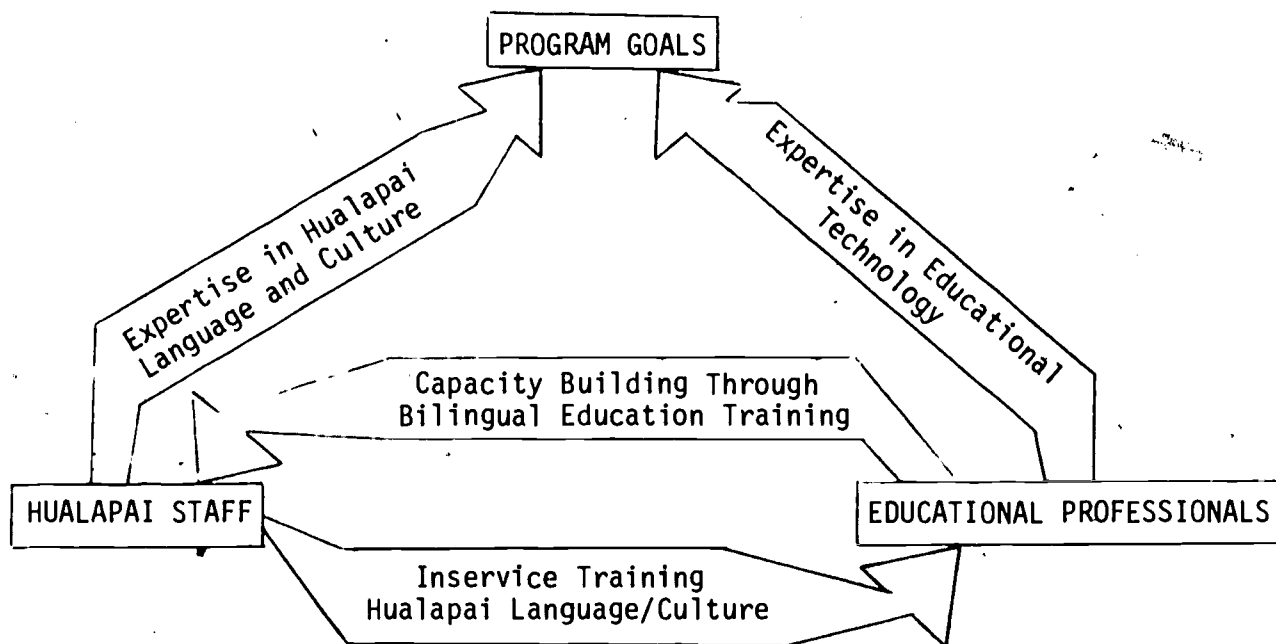 PROGRAM GOALS
Expertise in Hualapai
Language and Culture
Expertise in Educational
Technology
Capacity Building Through
Bilingual Education Training
HUALAPAI STAFF
EDUCATIONAL PROFESSIONALS
Inservice Training
Hualapai Language/Culture